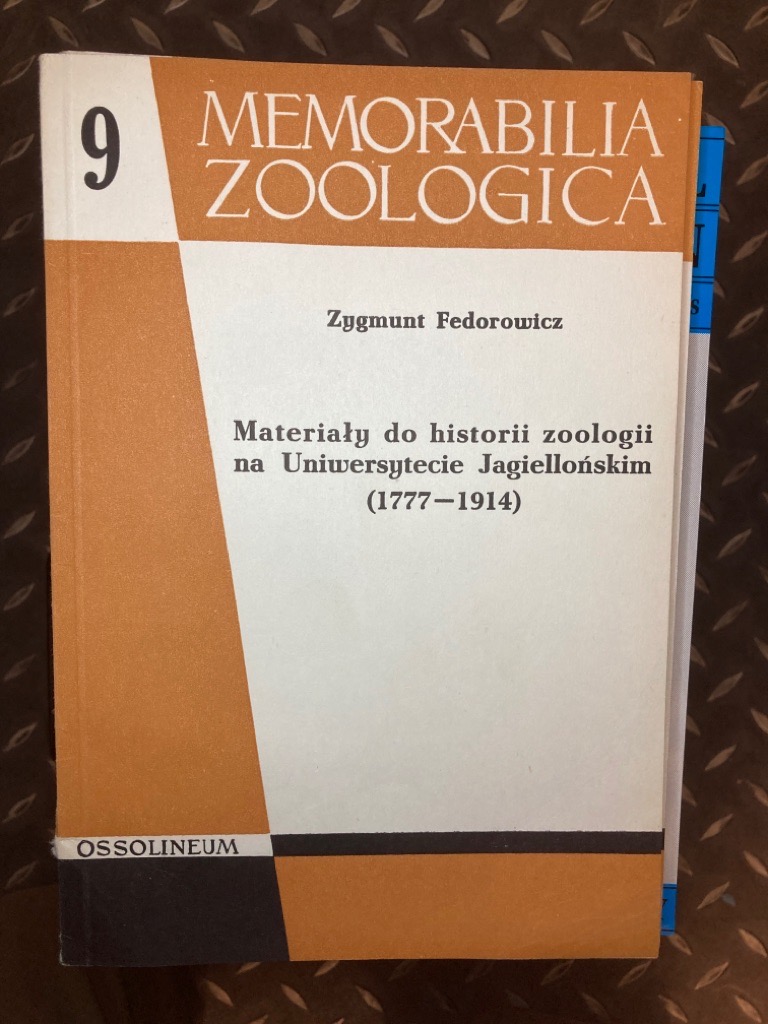 9
MEMORABILIA
ZOOLOGICA
Zygmunt Fedorowicz
Materiały do historii zoologii
na Uniwersytecie Jagiellońskim
(1777—1914)
OSSOLINEUM